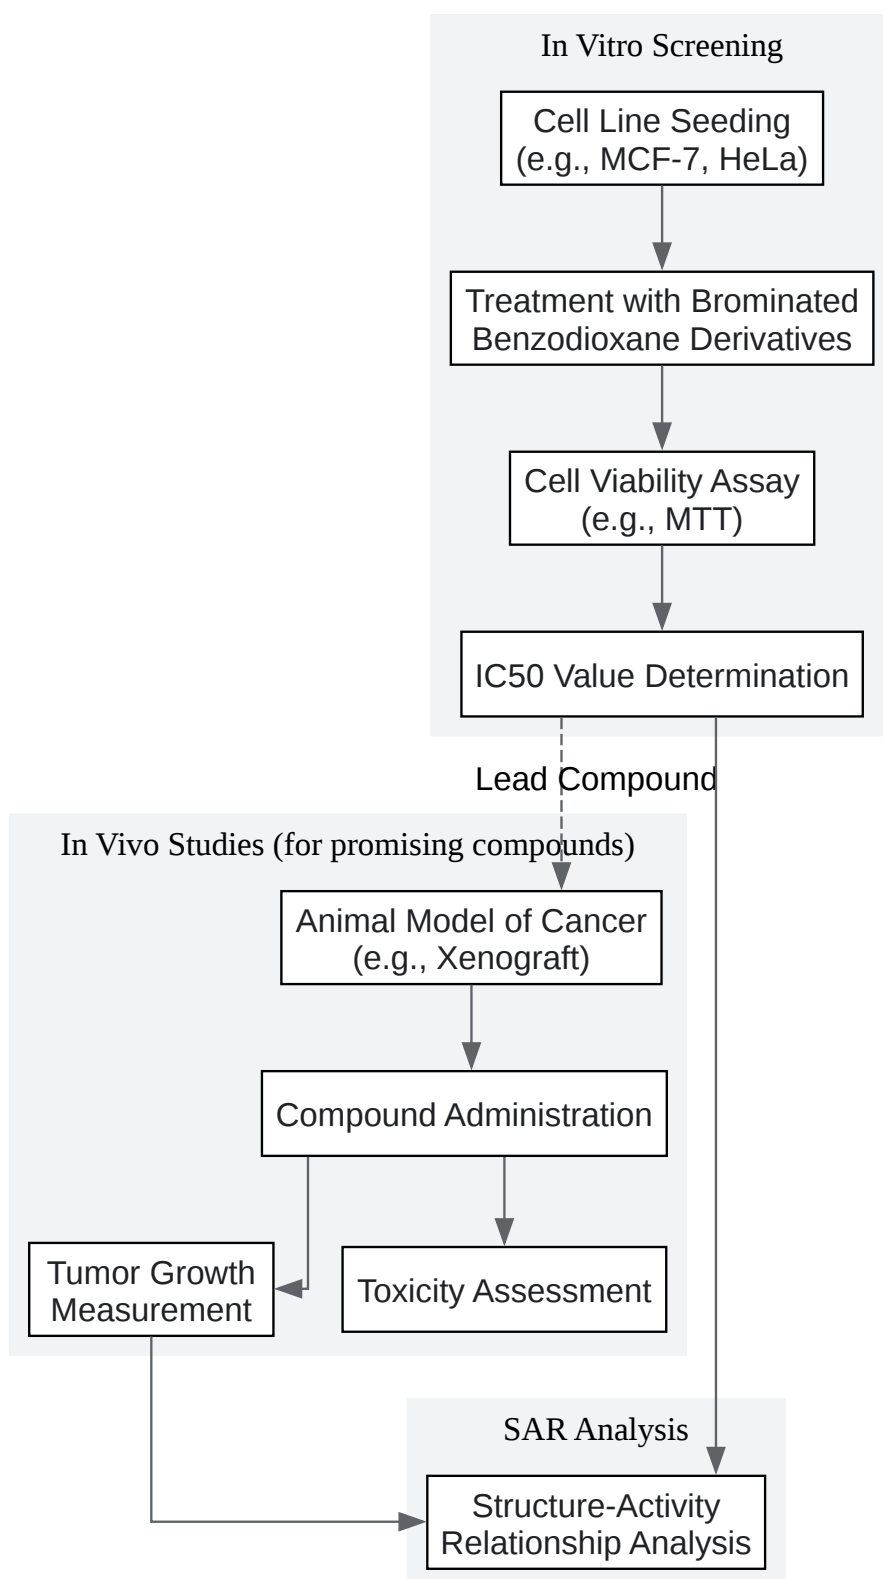 In Vitro Screening
Cell Line Seeding
(e.g., MCF-7, HeLa)
Treatment with Brominated
Benzodioxane Derivatives
Cell Viability Assay
(e.g., MTT)
IC50 Value Determination
Lead Compound
In Vivo Studies (for promising compounds)
Animal Model of Cancer
(e.g., Xenograft)
Compound Administration
Tumor Growth
Measurement
Toxicity Assessment
SAR Analysis
Structure-Activity
Relationship Analysis